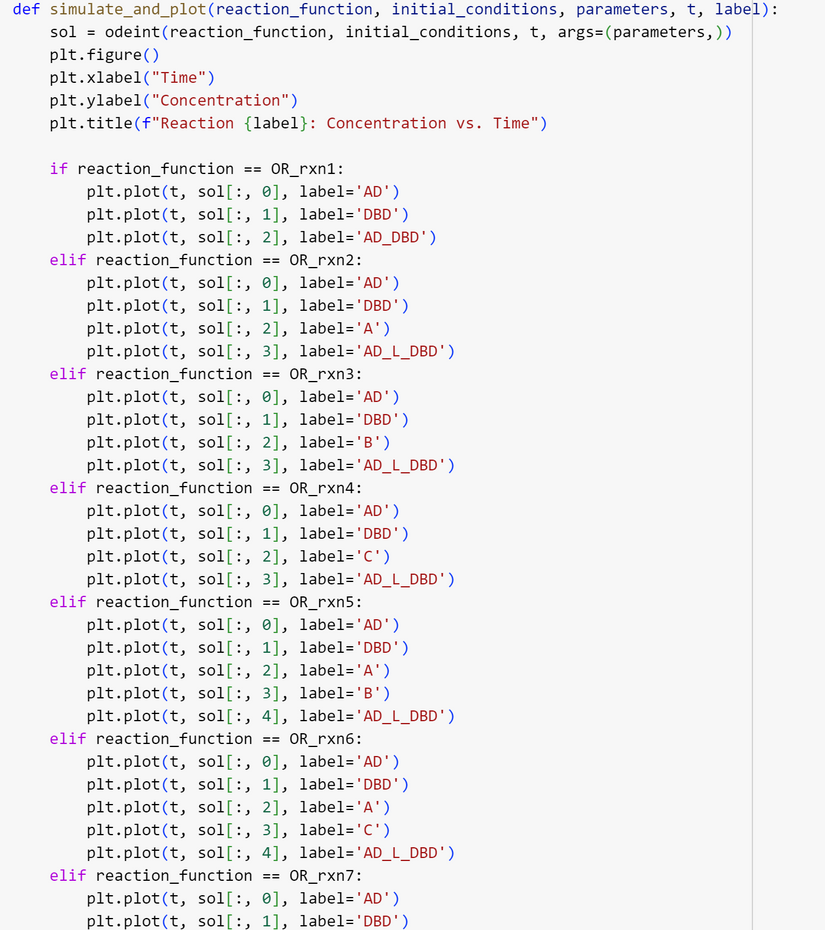 def simulate_and_plot(reaction_function, initial_conditions, parameters, t, label):
    sol = odeint(reaction_function, initial_conditions, t, args=(parameters,))
    plt.figure()
    plt.xlabel("Time")
    plt.ylabel("Concentration")
    plt.title(f"Reaction {label}: Concentration vs. Time")

    if reaction_function == OR_rxn1:
        plt.plot(t, sol[:, 0], label='AD')
        plt.plot(t, sol[:, 1], label='DBD')
        plt.plot(t, sol[:, 2], label='AD_DBD')
    elif reaction_function == OR_rxn2:
        plt.plot(t, sol[:, 0], label='AD')
        plt.plot(t, sol[:, 1], label='DBD')
        plt.plot(t, sol[:, 2], label='A')
        plt.plot(t, sol[:, 3], label='AD_L_DBD')
    elif reaction_function == OR_rxn3:
        plt.plot(t, sol[:, 0], label='AD')
        plt.plot(t, sol[:, 1], label='DBD')
        plt.plot(t, sol[:, 2], label='B')
        plt.plot(t, sol[:, 3], label='AD_L_DBD')
    elif reaction_function == OR_rxn4:
        plt.plot(t, sol[:, 0], label='AD')
        plt.plot(t, sol[:, 1], label='DBD')
        plt.plot(t, sol[:, 2], label='C')
        plt.plot(t, sol[:, 3], label='AD_L_DBD')
    elif reaction_function == OR_rxn5:
        plt.plot(t, sol[:, 0], label='AD')
        plt.plot(t, sol[:, 1], label='DBD')
        plt.plot(t, sol[:, 2], label='A')
        plt.plot(t, sol[:, 3], label='B')
        plt.plot(t, sol[:, 4], label='AD_L_DBD')
    elif reaction_function == OR_rxn6:
        plt.plot(t, sol[:, 0], label='AD')
        plt.plot(t, sol[:, 1], label='DBD')
        plt.plot(t, sol[:, 2], label='A')
        plt.plot(t, sol[:, 3], label='C')
        plt.plot(t, sol[:, 4], label='AD_L_DBD')
    elif reaction_function == OR_rxn7:
        plt.plot(t, sol[:, 0], label='AD')
        plt.plot(t, sol[:, 1], label='DBD')